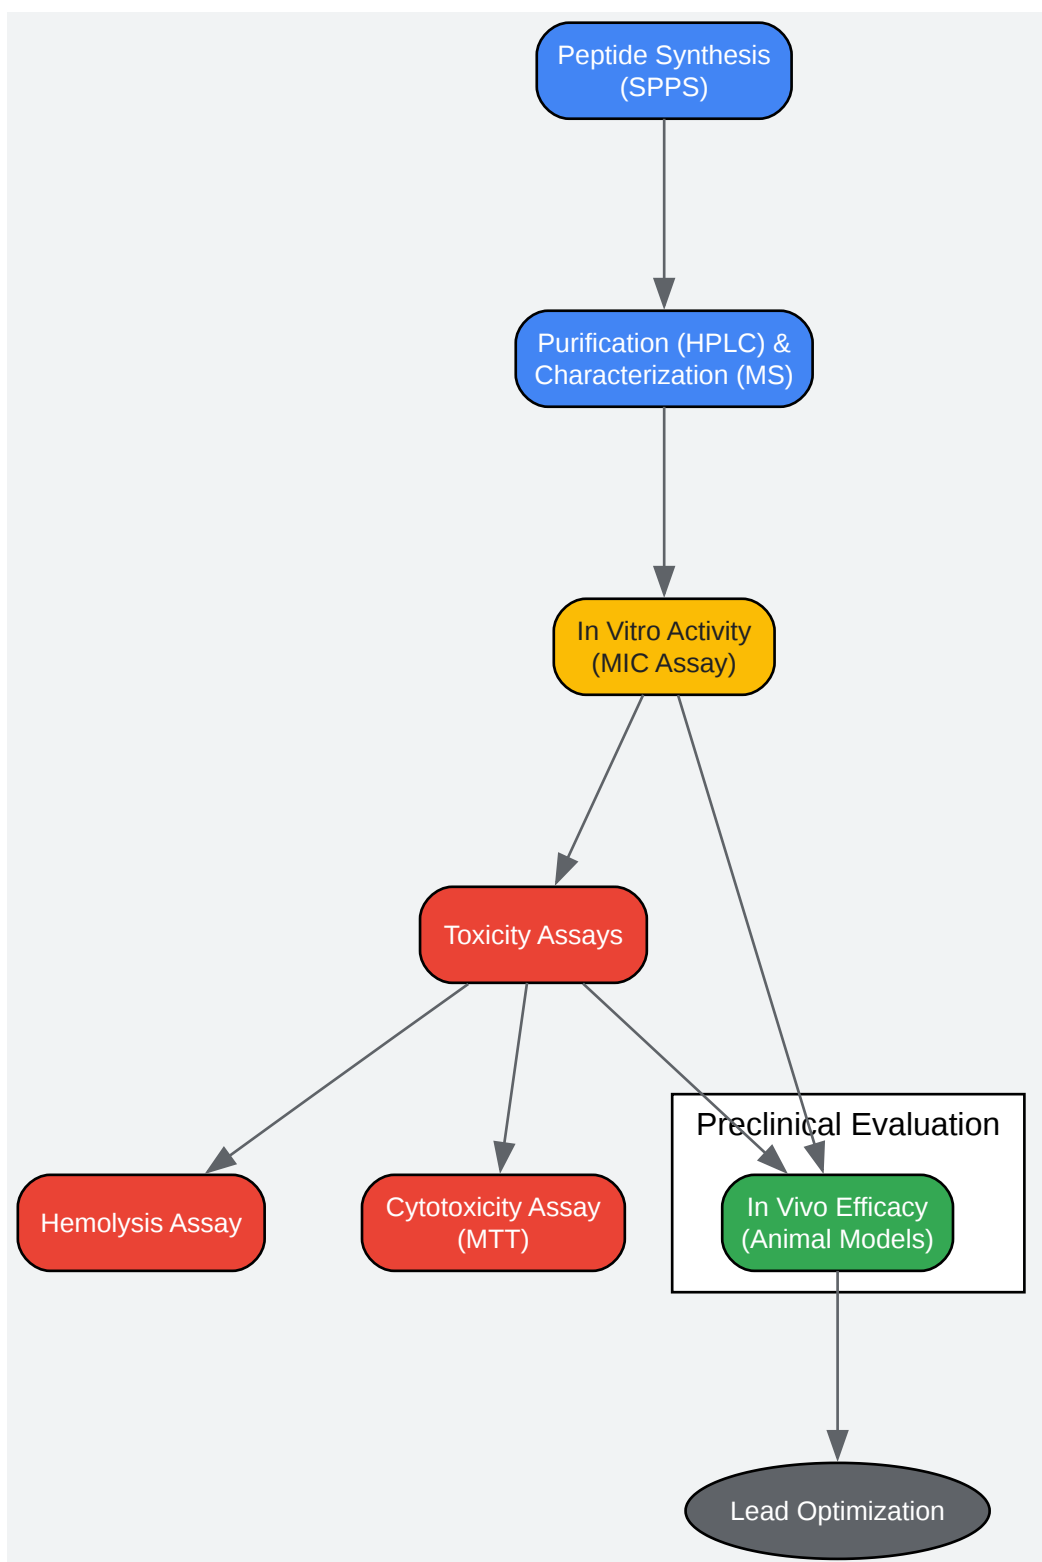 Peptide Synthesis
(SPPS)
Purification (HPLC) &
Characterization (MS)
In Vitro Activity
(MIC Assay)
Toxicity Assays
Preclinical Evaluation
Hemolysis Assay
Cytotoxicity Assay
(MTT)
In Vivo Efficacy
(Animal Models)
Lead Optimization